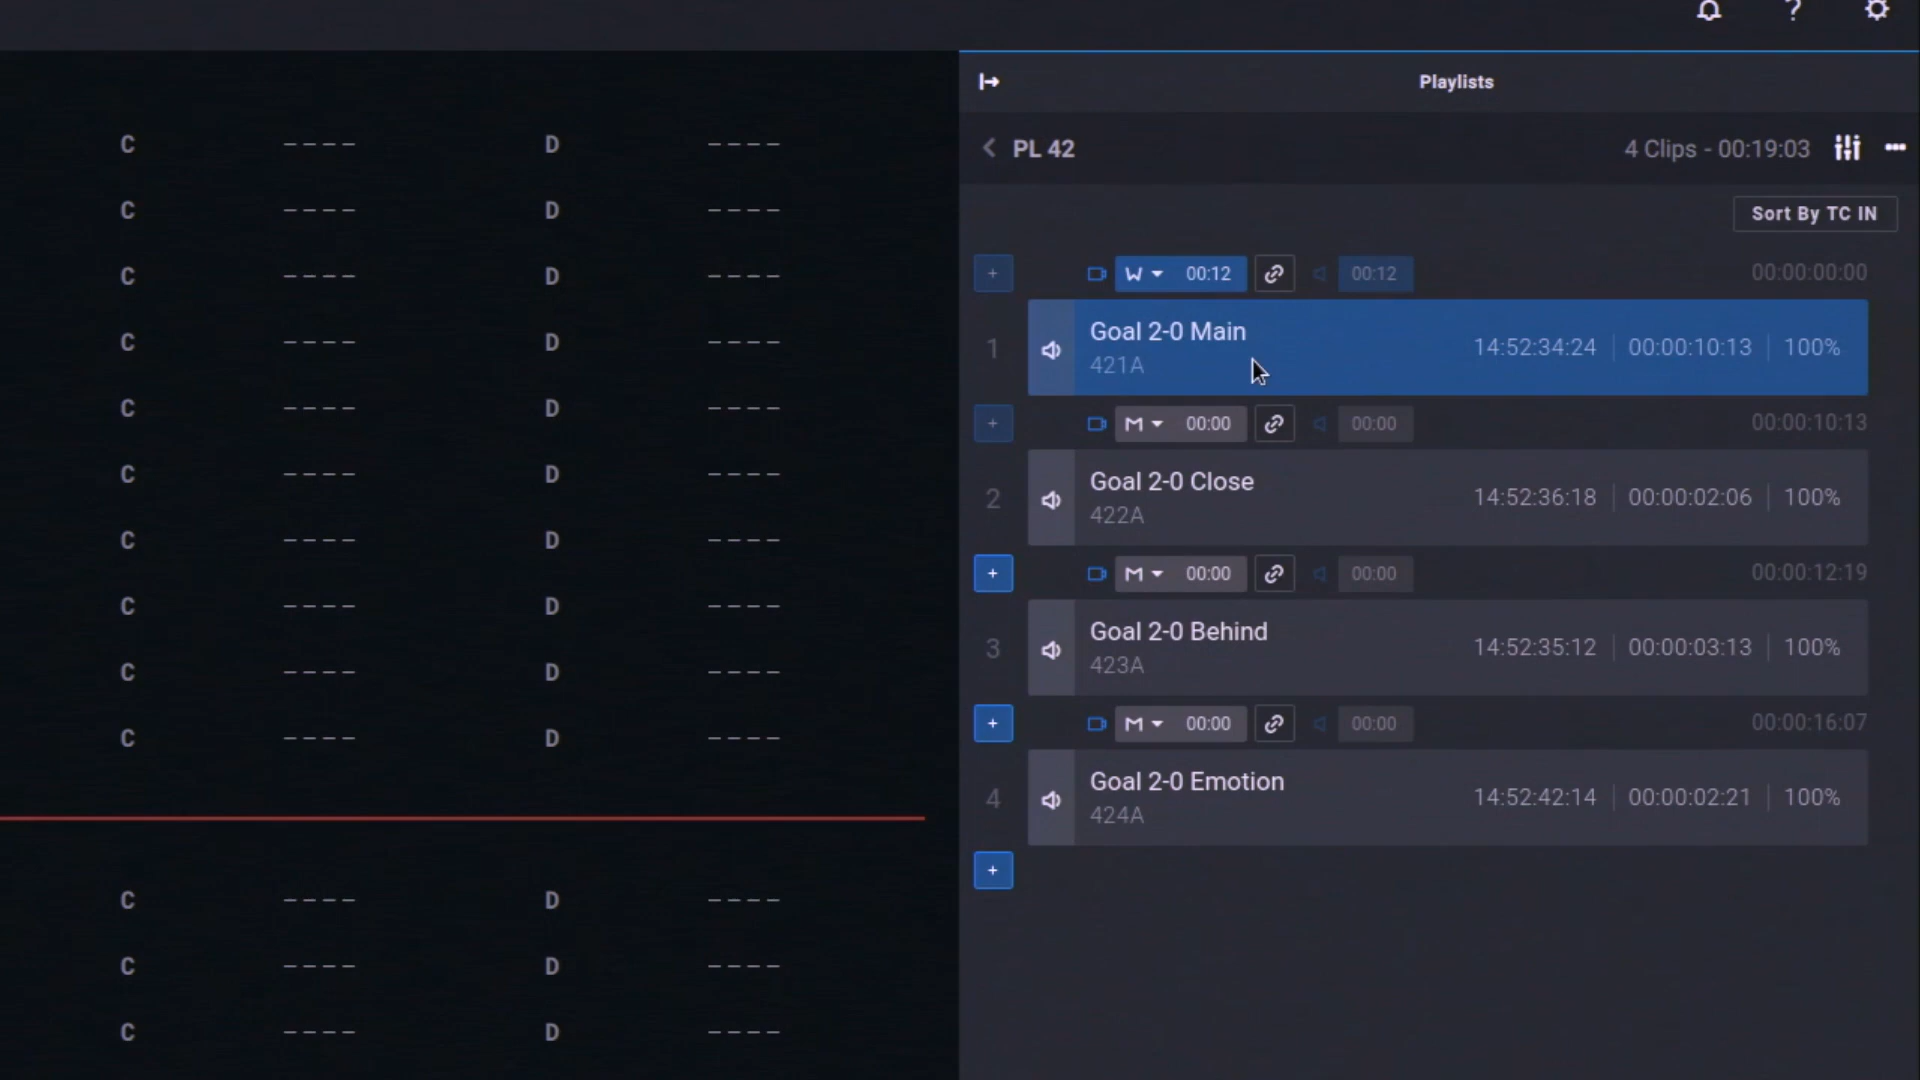 ?
Playlists
PL 42 4 Clips - 00:19:03
Sort By TC IN
C ---- D ----
C ---- D ----
C ---- D ----
C ---- D ----
C ---- D ----
C ---- D ----
C ---- D ----
C ---- D ----
C ---- D ----
C ---- D ----
C ---- D ----
C ---- D ----
C ---- D ----
+ W 00:12 00:12 00:00:00:00
1 Goal 2-0 Main 14:52:34:24 00:00:10:13 100%
421A
+ M 00:00 00:00 00:00:10:13
2 Goal 2-0 Close 14:52:36:18 00:00:02:06 100%
422A
+ M 00:00 00:00 00:00:12:19
3 Goal 2-0 Behind 14:52:35:12 00:00:03:13 100%
423A
+ M 00:00 00:00 00:00:16:07
4 Goal 2-0 Emotion 14:52:42:14 00:00:02:21 100%
424A
+